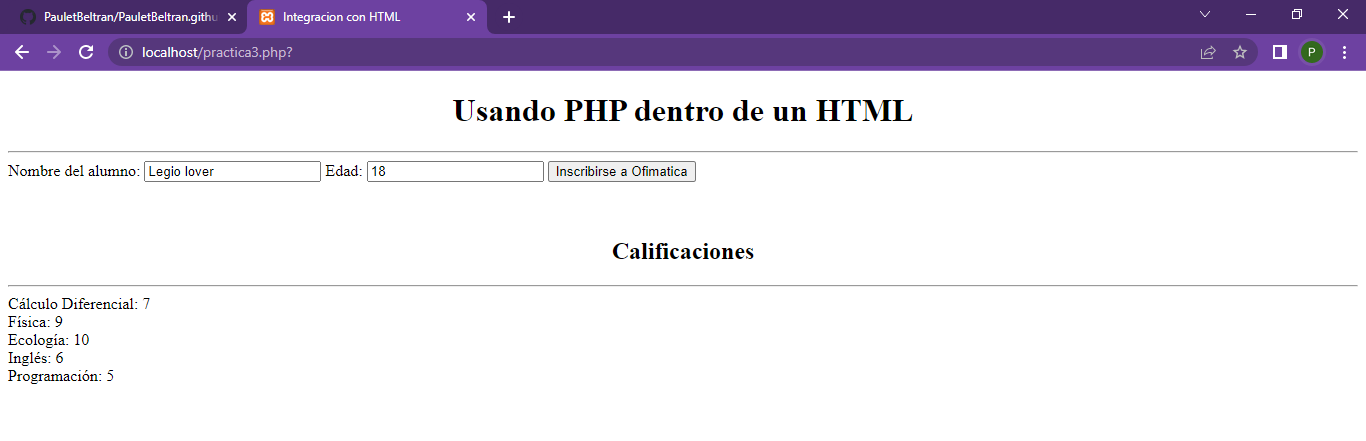 PauletBeltran/PauletBeltran.githu
Integracion con HTML
localhost/practica3.php?
P
Usando PHP dentro de un HTML
Nombre del alumno: Legio lover Edad: 18 Inscribirse a Ofimatica
Calificaciones
Cálculo Diferencial: 7
Física: 9
Ecología: 10
Inglés: 6
Programación: 5